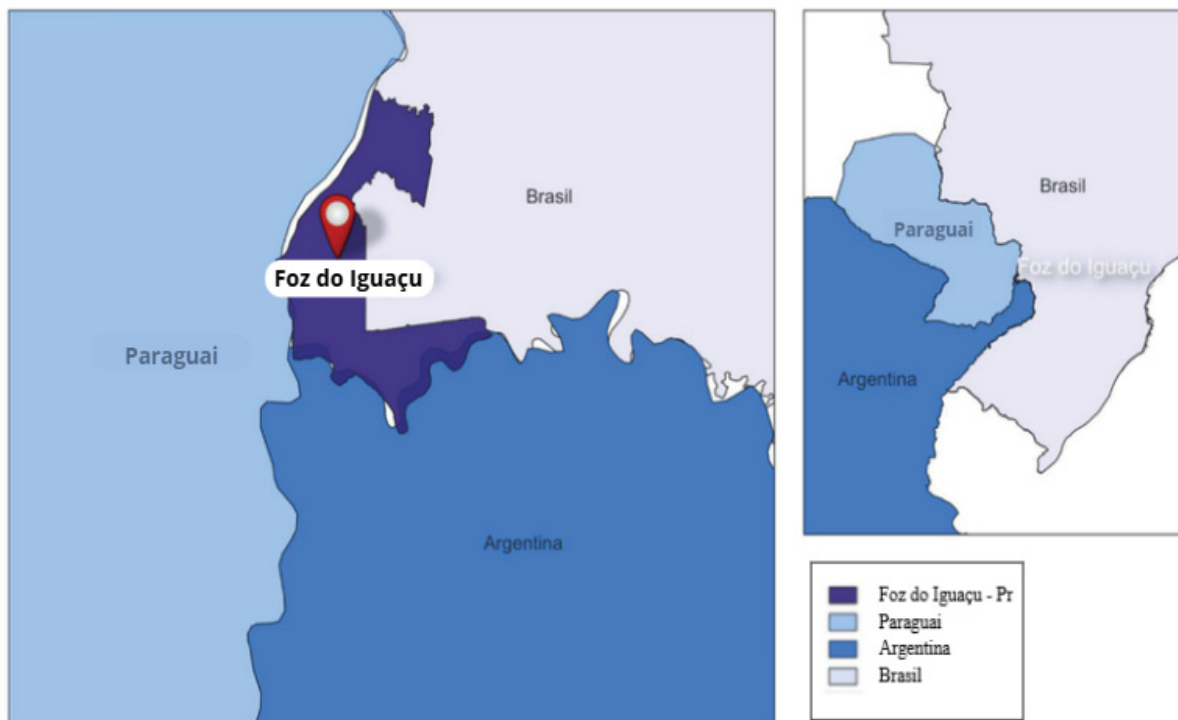 Brasil
Foz do Iguaçu
Paraguai
Argentina
Brasil
Paraguai
Foz do Iguaçu
Argentina
Foz do Iguaçu - Pr
Paraguai
Argentina
Brasil